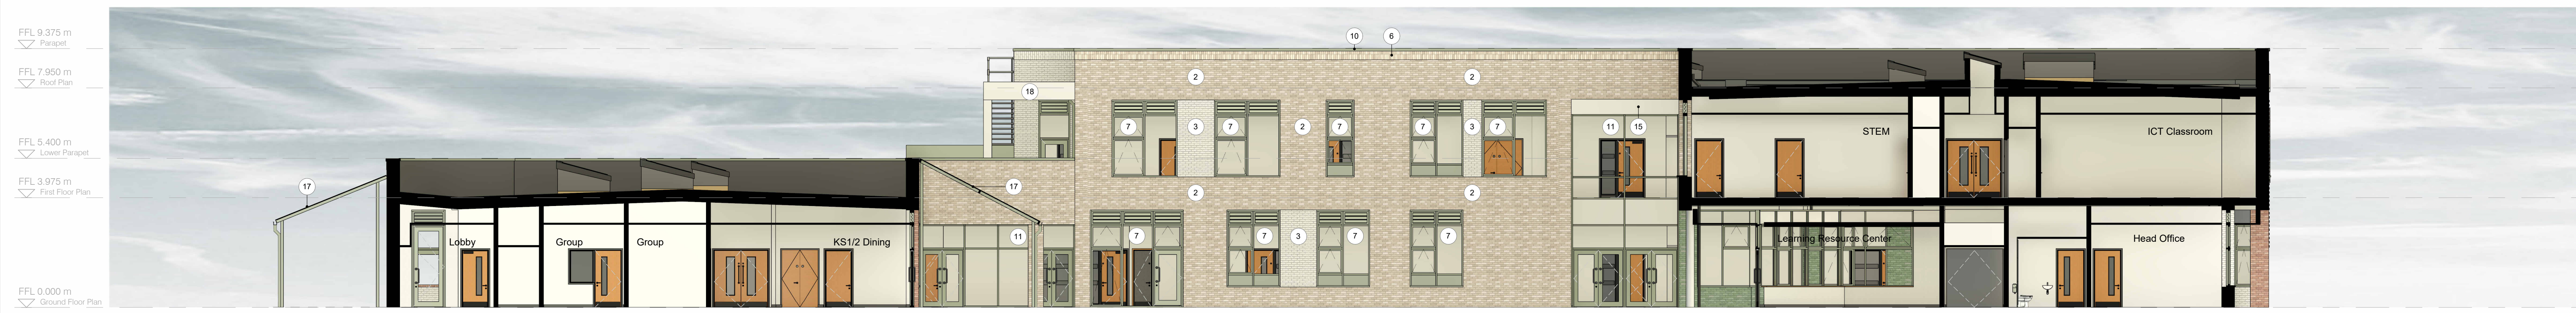 FFL 9.375 m
Parapet
FFL 7.950 m
Roof Plan
FFL 5.400 m
Lower Parapet
FFL 3.975 m
First Floor Plan
FFL 0.000 m
Ground Floor Plan
10
6
2
2
18
7
3
7
2
7
7
3
7
11
15
STEM
ICT Classroom
17
17
2
2
Lobby
Group
Group
KS1/2 Dining
11
7
7
3
7
7
Learning Resource Center
Head Office